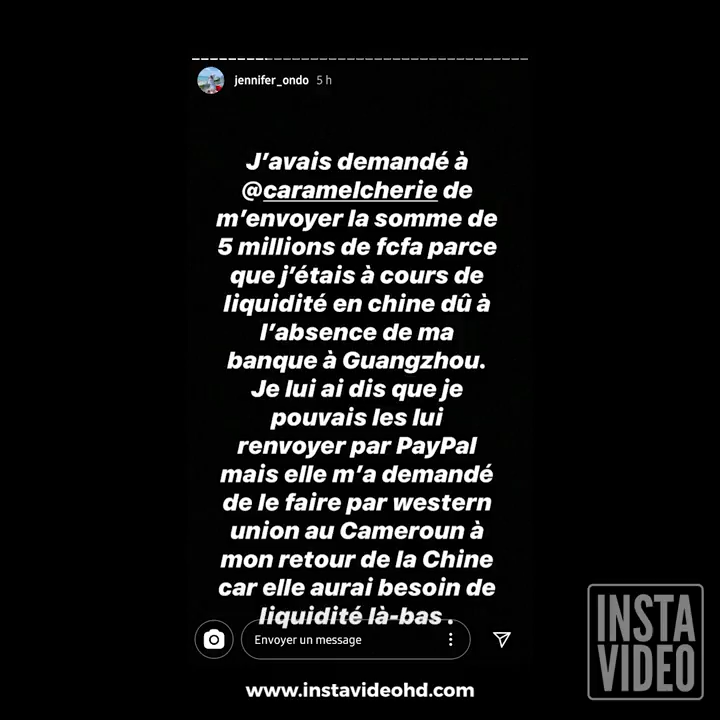 jennifer_ondo 5 h
J'avais demandé à
@caramelcherie de
m'envoyer la somme de
5 millions de fcfa parce
que j'étais à cours de
liquidité en chine dû à
l'absence de ma
banque à Guangzhou.
Je lui ai dis que je
pouvais les lui
renvoyer par PayPal
mais elle m'a demandé
de le faire par western
union au Cameroun à
mon retour de la Chine
car elle aurai besoin de
liquidité là-bas .
Envoyer un message
INSTA
VIDEO
www.instavideohd.com